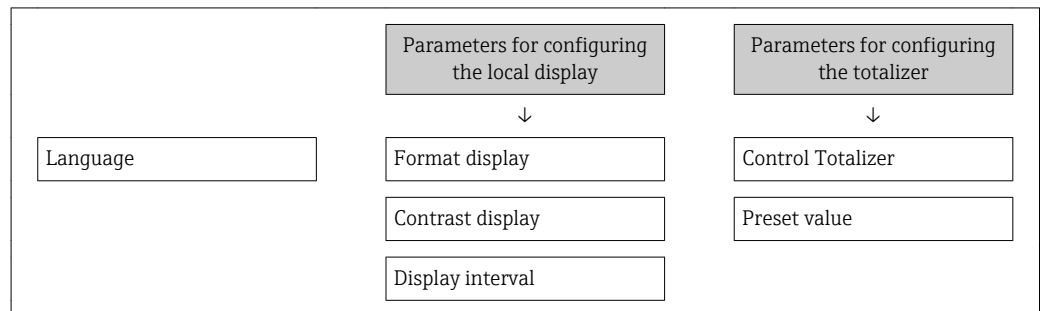 Parameters for configuring
the local display
Parameters for configuring
the totalizer
↓
↓
Language
Format display
Control Totalizer
Contrast display
Preset value
Display interval